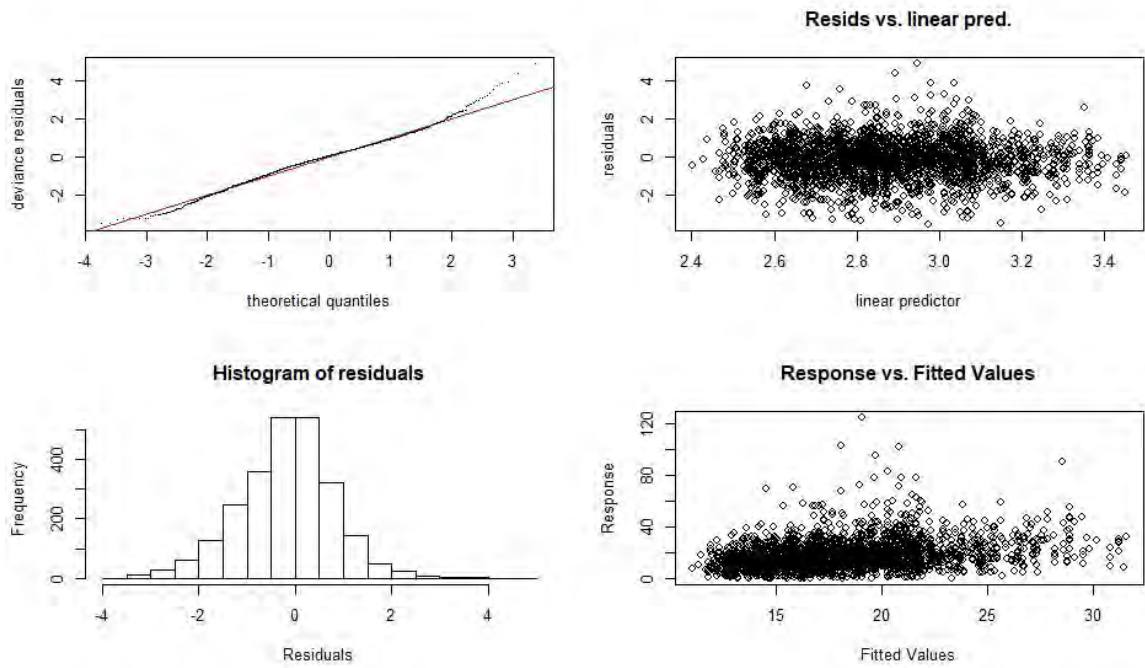 deviance residuals
4
2
0
-2
-4 -3 -2 -1 0 1 2 3
theoretical quantiles
Resids vs. linear pred.
residuals
4
2
0
-2
2.4 2.6 2.8 3.0 3.2 3.4
linear predictor
Histogram of residuals
Frequency
400
200
0
-4 -2 0 2 4
Residuals
Response vs. Fitted Values
Response
120
80
40
0
15 20 25 30
Fitted Values